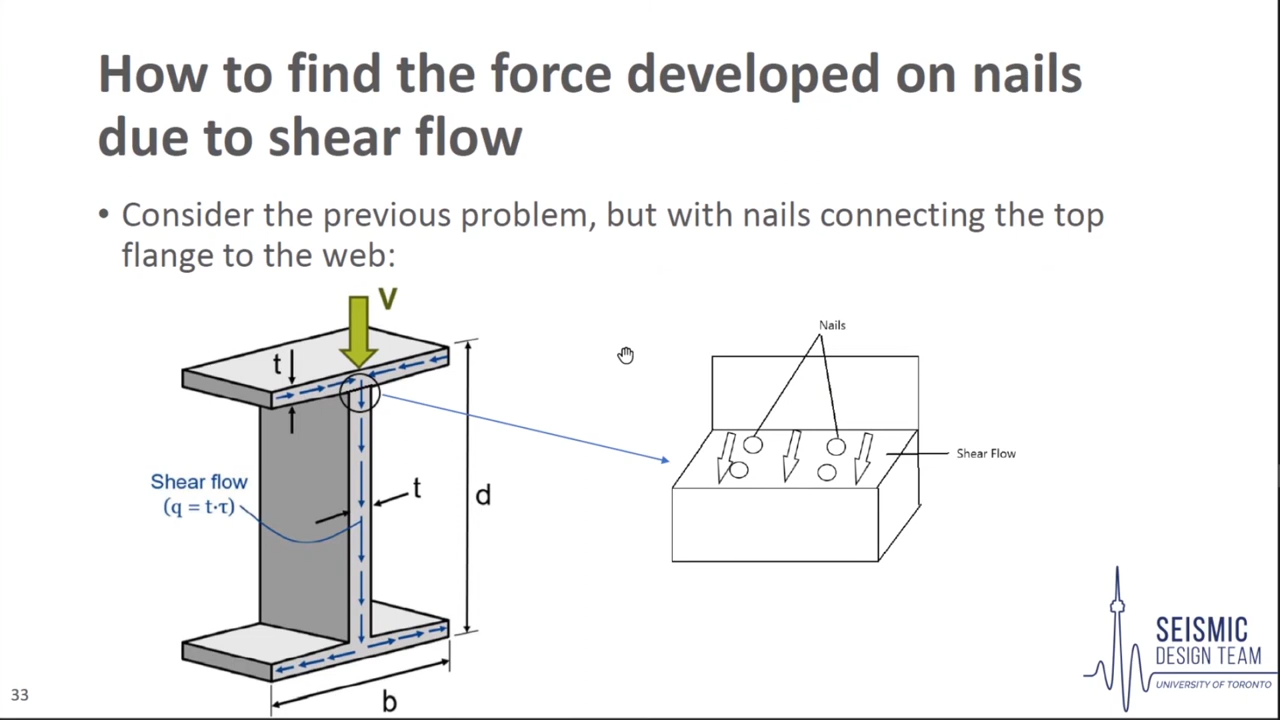 How to find the force developed on nails
due to shear flow
• Consider the previous problem, but with nails connecting the top
flange to the web:
V
t
Shear flow
(q = t·τ)
t
d
b
Nails
Shear Flow
SEISMIC
DESIGN TEAM
UNIVERSITY OF TORONTO
33